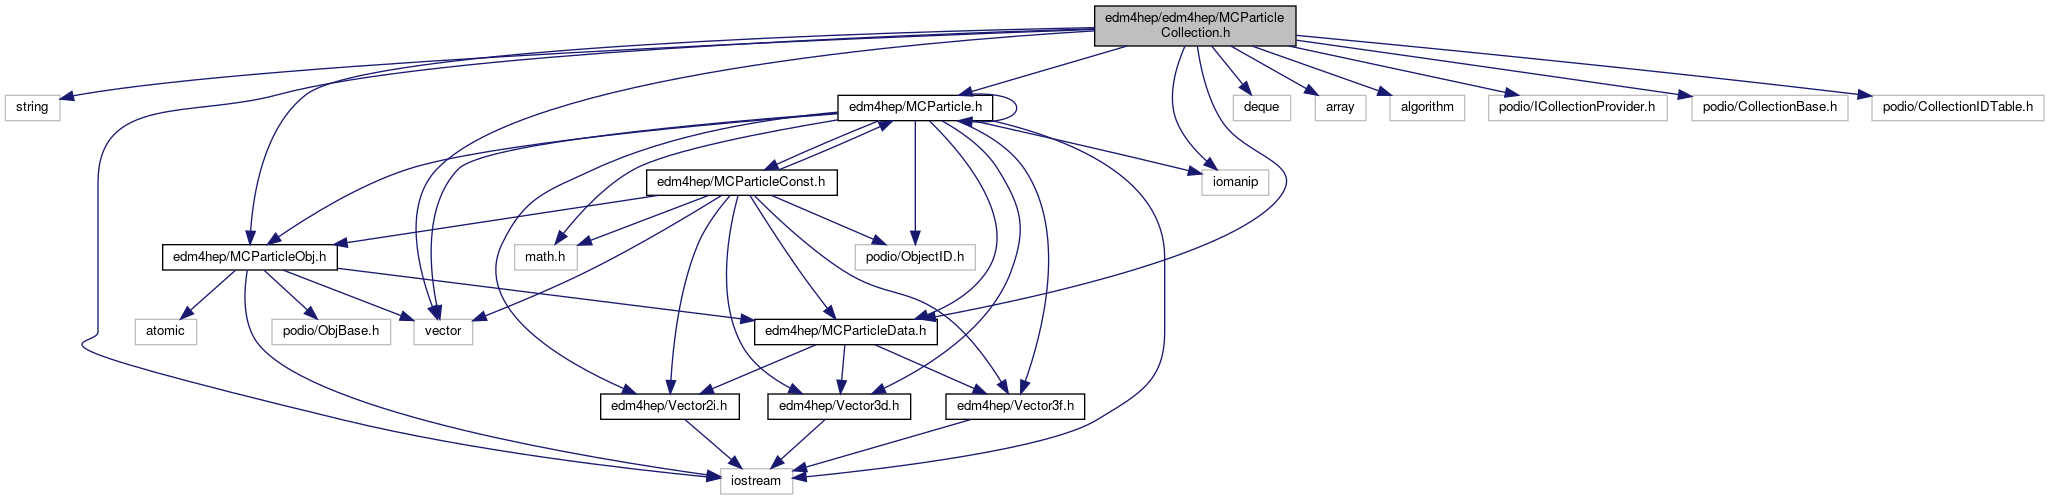 edm4hep/edm4hep/MCParticle
Collection.h
string
edm4hep/MCParticle.h
deque
array
algorithm
podio/ICollectionProvider.h
podio/CollectionBase.h
podio/CollectionIDTable.h
edm4hep/MCParticleConst.h
iomanip
edm4hep/MCParticleObj.h
math.h
podio/ObjectID.h
atomic
podio/ObjBase.h
vector
edm4hep/MCParticleData.h
edm4hep/Vector2i.h
edm4hep/Vector3d.h
edm4hep/Vector3f.h
iostream